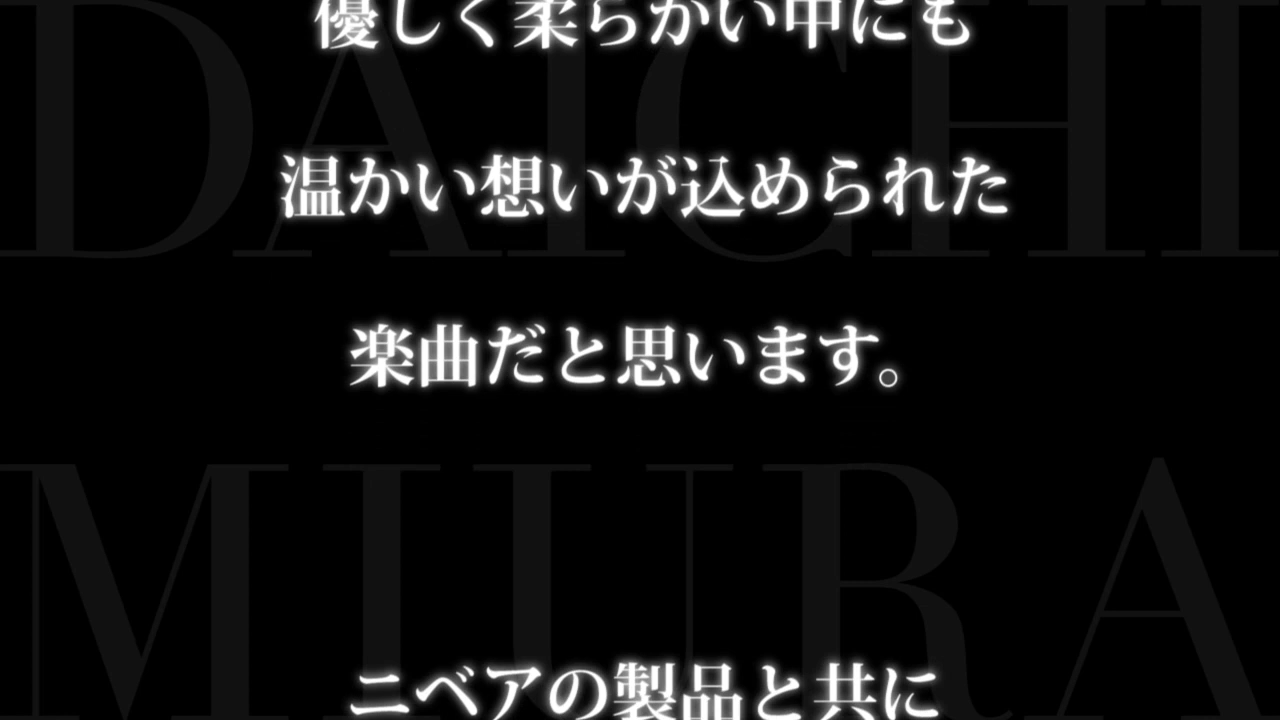 DAICHI
優しく柔らかい中にも
温かい想いが込められた
楽曲だと思います。
MIURA
ニベアの製品と共に